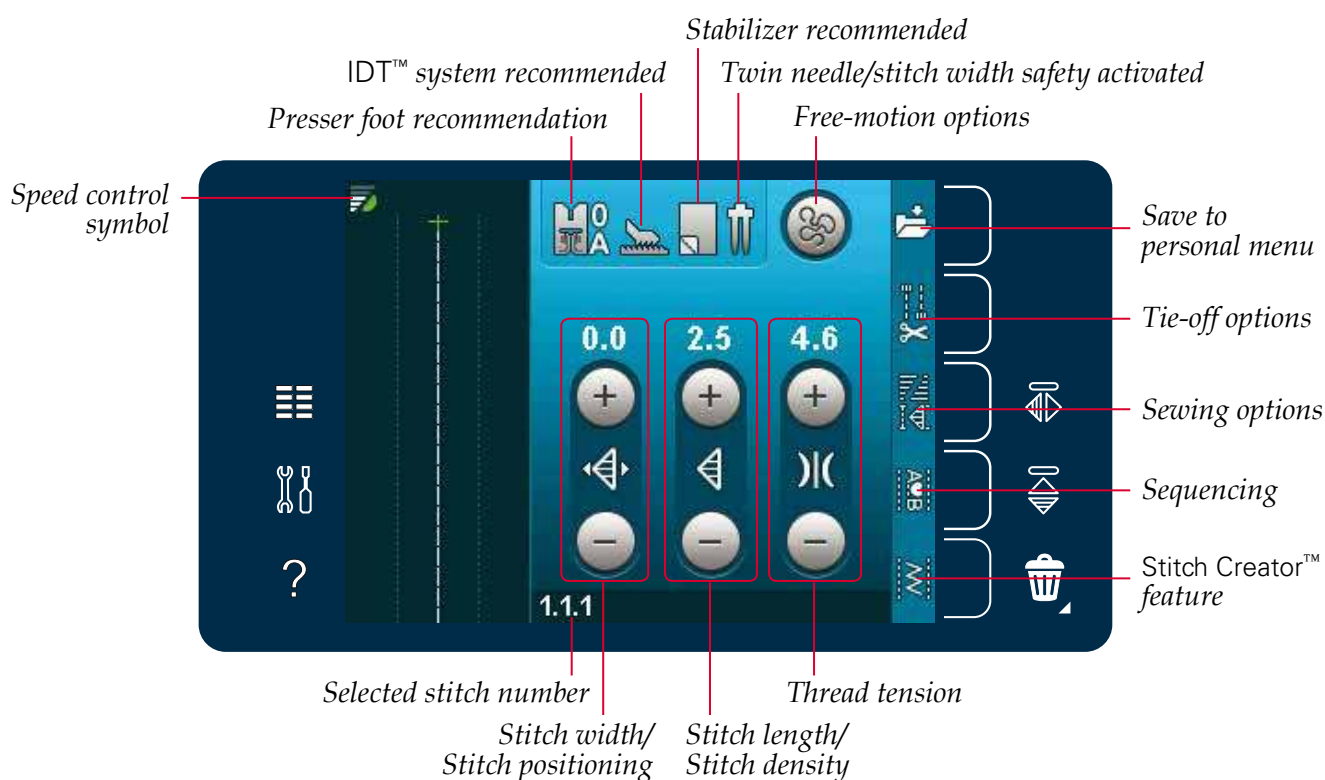 Stabilizer recommended
IDT™ system recommended
Twin needle/stitch width safety activated
Presser foot recommendation
Free-motion options
Speed control
symbol
0
A
Save to
personal menu
Tie-off options
0.0
2.5
4.6
+
+
+
Sewing options
A
B
Sequencing
−
−
−
?
Stitch Creator™
feature
1.1.1
Selected stitch number
Thread tension
Stitch width/
Stitch positioning
Stitch length/
Stitch density